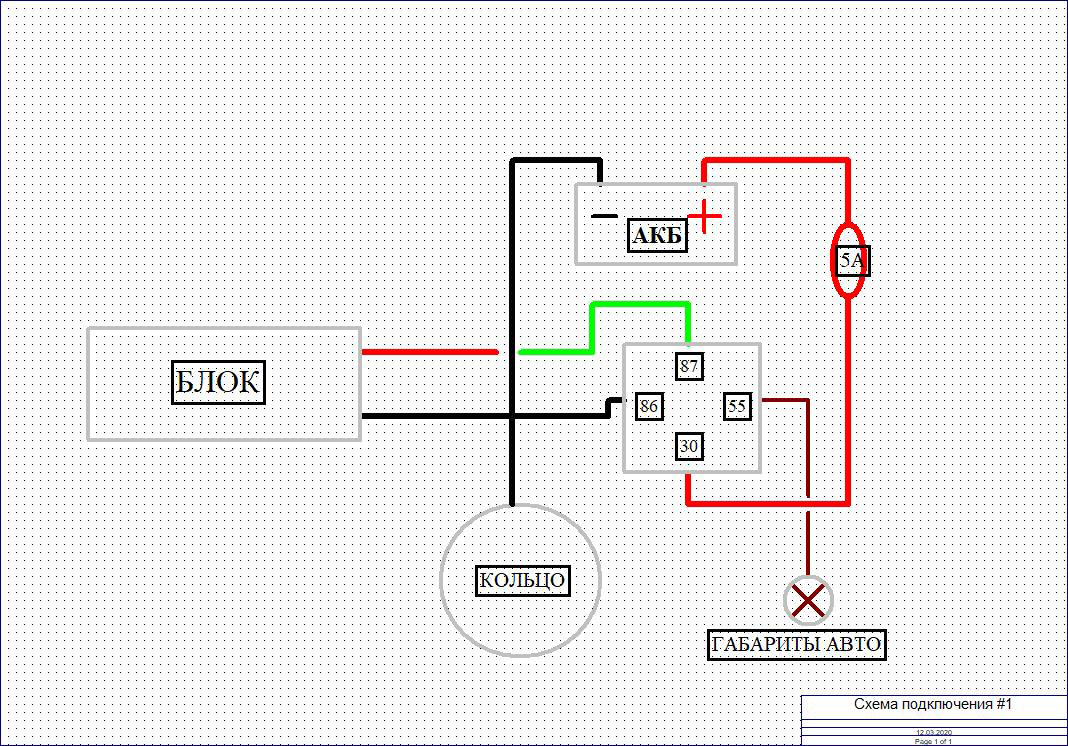 АКБ
5А
БЛОК
87
86
55
30
КОЛЬЦО
ГАБАРИТЫ АВТО
Схема подключения #1
12.03.2020
Page 1 of 1